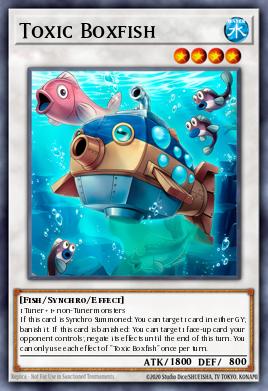 Toxic Boxfish
WATER
水
[Fish/Synchro/Effect]
1 Tuner + 1+ non-Tuner monsters
If this card is Synchro Summoned: You can target 1 card in either GY;
banish it. If this card is banished: You can target 1 face-up card your
opponent controls; negate its effects until the end of this turn. You
can only use each effect of "Toxic Boxfish" once per turn.
ATK/1800 DEF/ 800
Replay - Not For Use in Sanctioned Tournaments.
©2020 Studio Dice/SHUEISHA, TV TOKYO, KONAMI